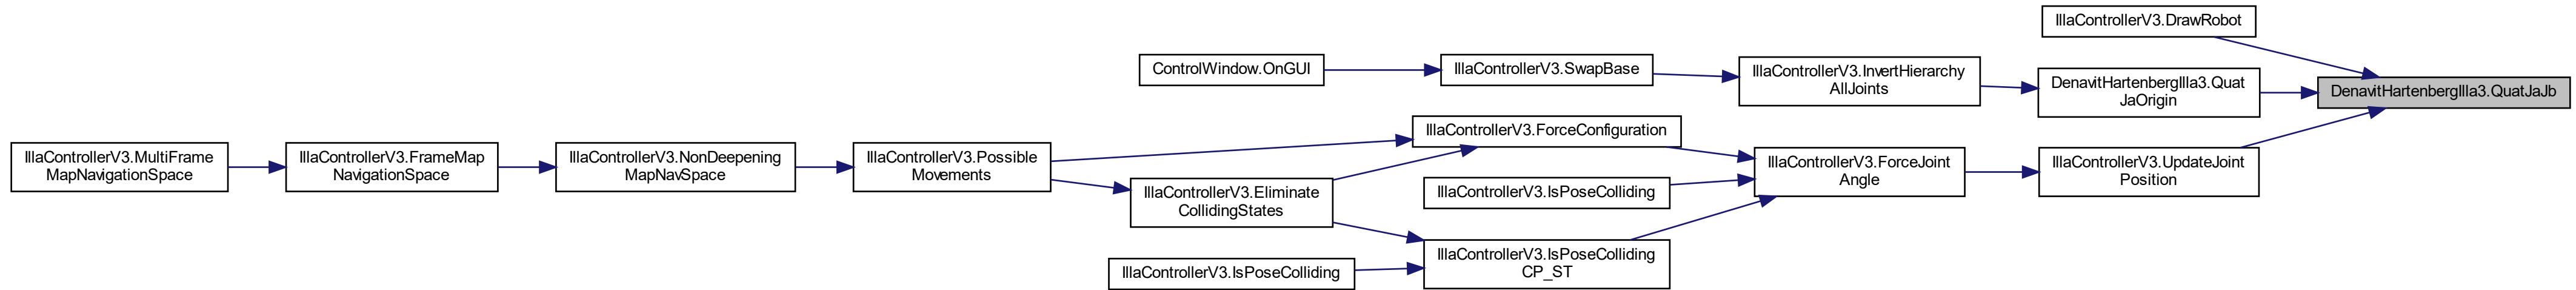 IllaControllerV3.DrawRobot
ControlWindow.OnGUI
IllaControllerV3.SwapBase
IllaControllerV3.InvertHierarchy
AllJoints
DenavitHartenbergIlla3.Quat
JaOrigin
DenavitHartenbergIlla3.QuatJaJb
IllaControllerV3.MultiFrame
MapNavigationSpace
IllaControllerV3.FrameMap
NavigationSpace
IllaControllerV3.NonDeepening
MapNavSpace
IllaControllerV3.Possible
Movements
IllaControllerV3.ForceConfiguration
IllaControllerV3.Eliminate
CollidingStates
IllaControllerV3.IsPoseColliding
IllaControllerV3.ForceJoint
Angle
IllaControllerV3.UpdateJoint
Position
IllaControllerV3.IsPoseColliding
IllaControllerV3.IsPoseColliding
CP_ST